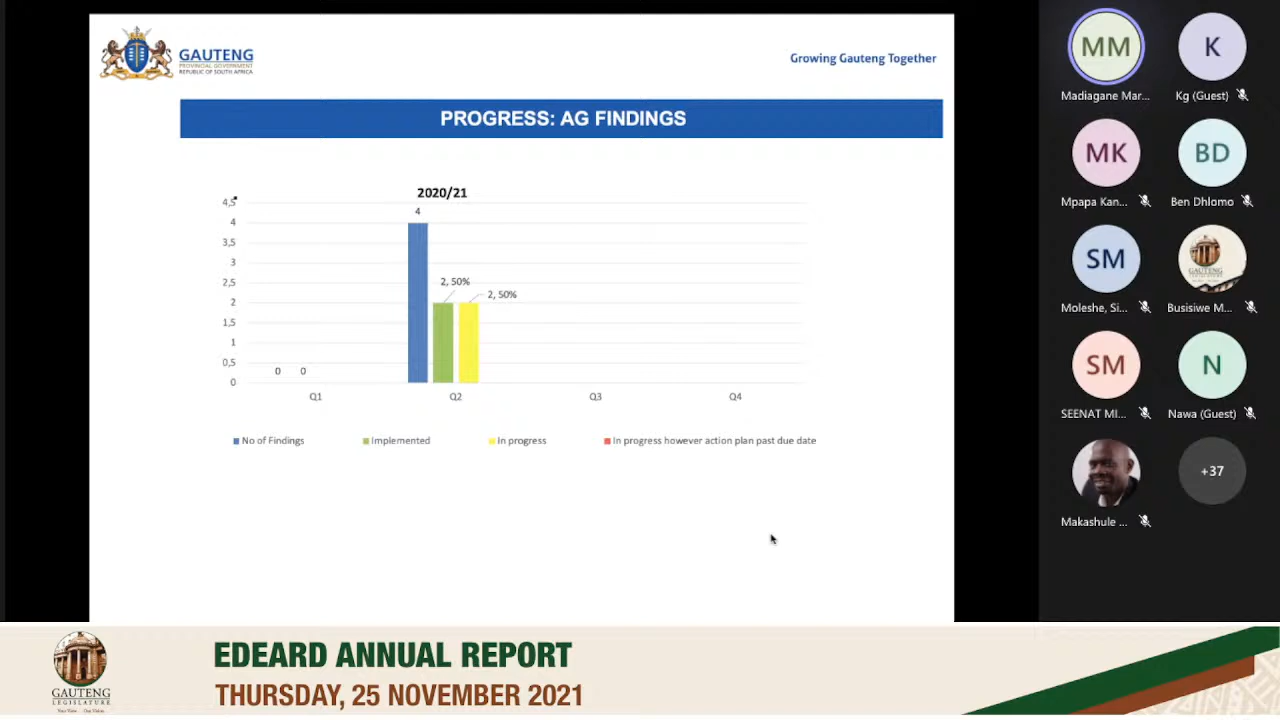 GAUTENG
PROVINCIAL GOVERNMENT
REPUBLIC OF SOUTH AFRICA
Growing Gauteng Together
PROGRESS: AG FINDINGS
2020/21
4,5
4
3,5
3
2,5
2
1,5
1
0,5
0
0 0
4
2, 50%
2, 50%
Q1 Q2 Q3 Q4
No of Findings Implemented In progress In progress however action plan past due date
MM K
Madiagane Mar... Kg (Guest)
MK BD
Mpapa Kan... Ben Dhlomo
SM GAUTENG
Moleshe, Si... Busisiwe M...
SM N
SEENAT MI... Nawa (Guest)
+37
Makashule ...
GAUTENG
LEGISLATURE
EDEARD ANNUAL REPORT
THURSDAY, 25 NOVEMBER 2021